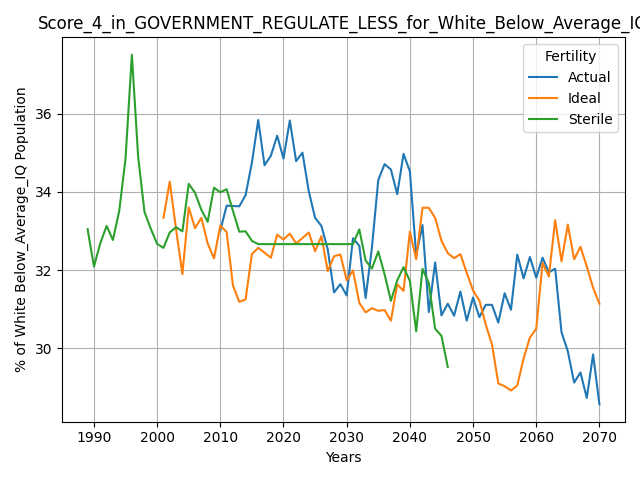 Score_4_in_GOVERNMENT_REGULATE_LESS_for_White_Below_Average_IQ
% of White Below_Average_IQ Population
36
34
32
30
Fertility
Actual
Ideal
Sterile
1990 2000 2010 2020 2030 2040 2050 2060 2070
Years